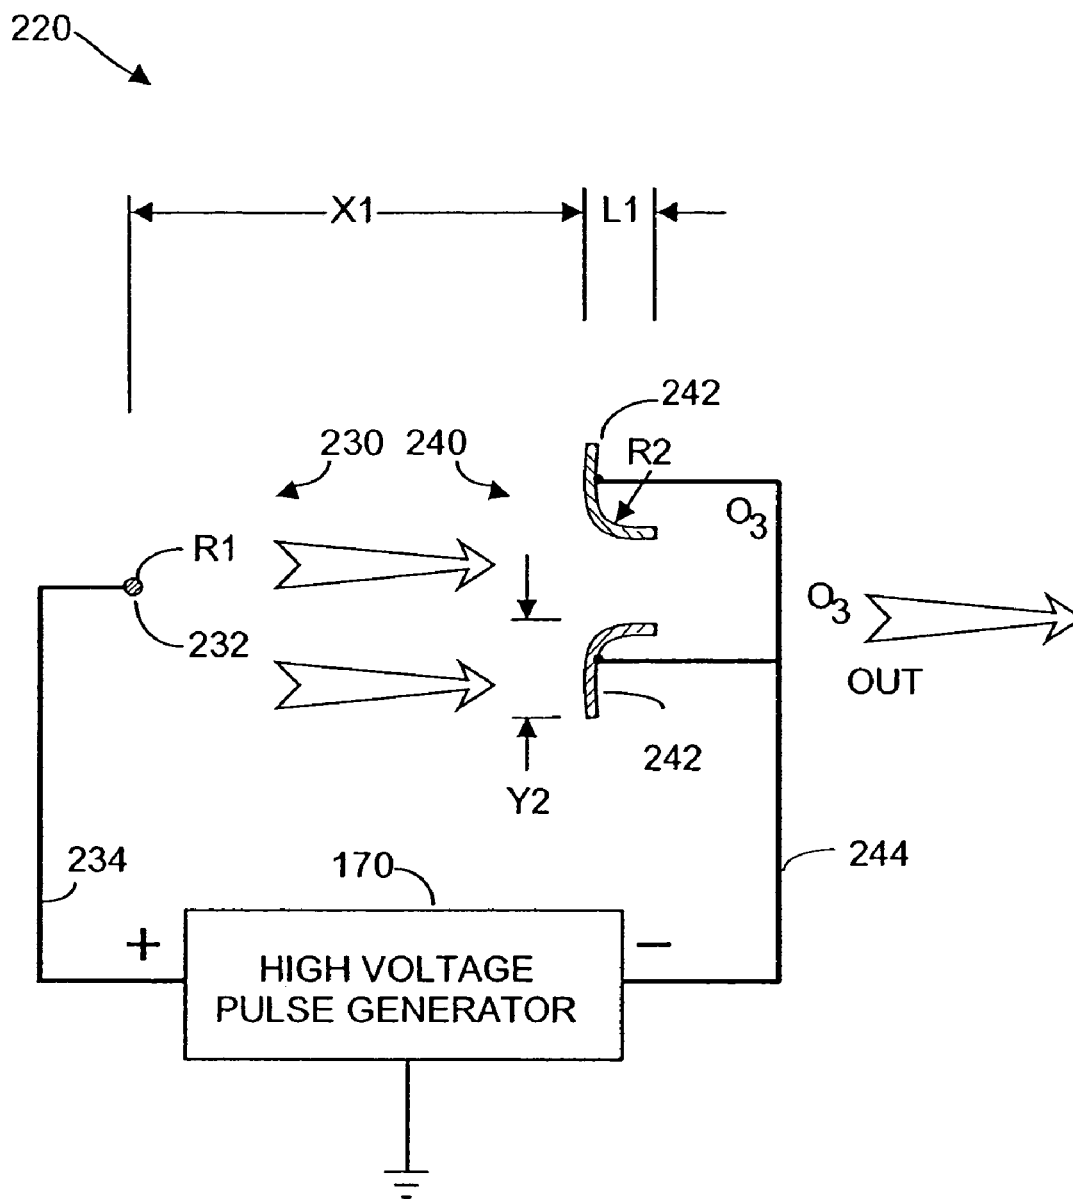 220
X1
L1
242
230
240
R2
O3
R1
O3
232
OUT
242
Y2
234
170
244
+
−
HIGH VOLTAGE
PULSE GENERATOR